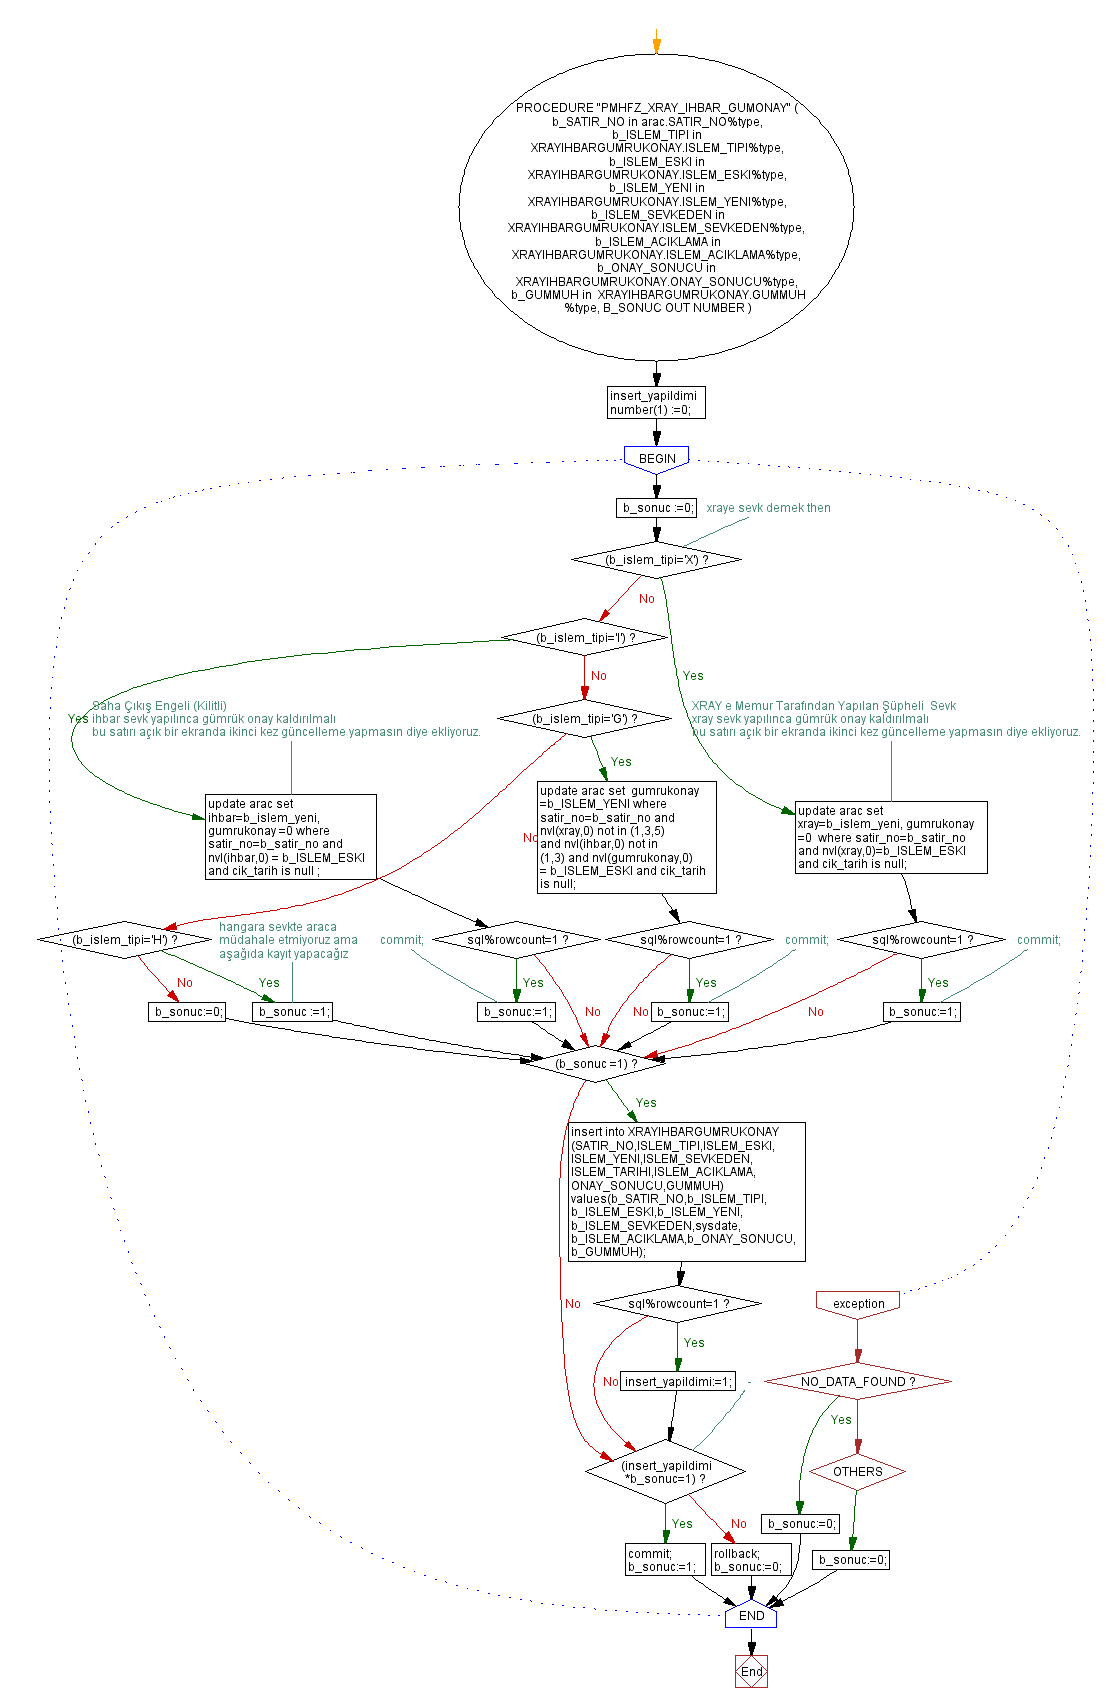 PROCEDURE "PMHFZ_XRAY_IHBAR_GUMONAY" (
b_SATIR_NO in arac.SATIR_NO%type,
b_ISLEM_TIPI in
XRAYIHBARGUMRUKONAY.ISLEM_TIPI%type,
b_ISLEM_ESKI in
XRAYIHBARGUMRUKONAY.ISLEM_ESKI%type,
b_ISLEM_YENI in
XRAYIHBARGUMRUKONAY.ISLEM_YENI%type,
b_ISLEM_SEVKEDEN in
XRAYIHBARGUMRUKONAY.ISLEM_SEVKEDEN%type,
b_ISLEM_ACIKLAMA in
XRAYIHBARGUMRUKONAY.ISLEM_ACIKLAMA%type,
b_ONAY_SONUCU in
XRAYIHBARGUMRUKONAY.ONAY_SONUCU%type,
b_GUMMUH in XRAYIHBARGUMRUKONAY.GUMMUH
%type, B_SONUC OUT NUMBER )
insert_yapildimi
number(1) :=0;
BEGIN
b_sonuc :=0;
xraye sevk demek then
(b_islem_tipi='X') ?
No
(b_islem_tipi='I') ?
No
Yes
Saha Çıkış Engeli (Kilitli)
ihbar sevk yapılınca gümrük onay kaldırılmalı
bu satırı açık bir ekranda ikinci kez güncelleme yapmasın diye ekliyoruz.
Yes
(b_islem_tipi='G') ?
XRAY e Memur Tarafından Yapılan Şüpheli Sevk
xray sevk yapılınca gümrük onay kaldırılmalı
bu satırı açık bir ekranda ikinci kez güncelleme yapmasın diye ekliyoruz.
Yes
update arac set
ihbar=b_islem_yeni,
gumrukonay =0 where
satir_no=b_satir_no and
nvl(ihbar,0) = b_ISLEM_ESKI
and cik_tarih is null ;
No
update arac set gumrukonay
=b_ISLEM_YENI where
satir_no=b_satir_no and
nvl(xray,0) not in (1,3,5)
and nvl(ihbar,0) not in
(1,3) and nvl(gumrukonay,0)
= b_ISLEM_ESKI and cik_tarih
is null;
update arac set
xray=b_islem_yeni, gumrukonay
=0 where satir_no=b_satir_no
and nvl(xray,0)=b_ISLEM_ESKI
and cik_tarih is null;
(b_islem_tipi='H') ?
hangara sevkte araca
müdahale etmiyoruz ama
aşağıda kayıt yapacağız
commit;
sql%rowcount=1 ?
sql%rowcount=1 ?
commit;
sql%rowcount=1 ?
commit;
No
Yes
Yes
Yes
Yes
b_sonuc:=0;
b_sonuc :=1;
b_sonuc:=1;
No
No
b_sonuc:=1;
No
b_sonuc:=1;
(b_sonuc =1) ?
Yes
insert into XRAYIHBARGUMRUKONAY
(SATIR_NO,ISLEM_TIPI,ISLEM_ESKI,
ISLEM_YENI,ISLEM_SEVKEDEN,
ISLEM_TARIHI,ISLEM_ACIKLAMA,
ONAY_SONUCU,GUMMUH)
values(b_SATIR_NO,b_ISLEM_TIPI,
b_ISLEM_ESKI,b_ISLEM_YENI,
b_ISLEM_SEVKEDEN,sysdate,
b_ISLEM_ACIKLAMA,b_ONAY_SONUCU,
b_GUMMUH);
No
sql%rowcount=1 ?
exception
Yes
No
insert_yapildimi:=1;
-
NO_DATA_FOUND ?
Yes
(insert_yapildimi
*b_sonuc=1) ?
OTHERS
Yes
No
b_sonuc:=0;
commit;
b_sonuc:=1;
rollback;
b_sonuc:=0;
b_sonuc:=0;
END
End